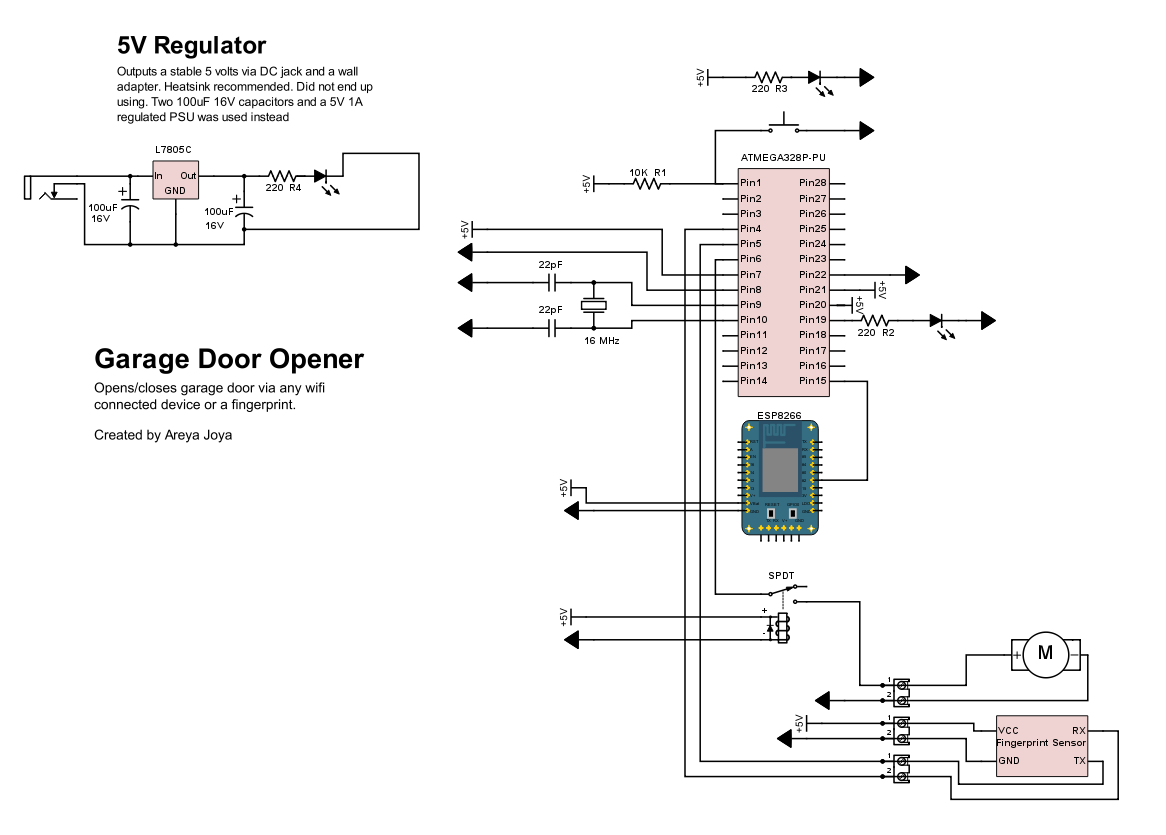 5V Regulator
Outputs a stable 5 volts via DC jack and a wall
adapter. Heatsink recommended. Did not end up
using. Two 100uF 16V capacitors and a 5V 1A
regulated PSU was used instead
L7805C
In
Out
GND
220 R4
+
100uF
16V
+
100uF
16V
Garage Door Opener
Opens/closes garage door via any wifi
connected device or a fingerprint.
Created by Areya Joya
+5V
220 R3
ATMEGA328P-PU
+5V
10K R1
Pin1
Pin2
Pin3
Pin4
Pin5
Pin6
Pin7
Pin8
Pin9
Pin10
Pin11
Pin12
Pin13
Pin14
Pin28
Pin27
Pin26
Pin25
Pin24
Pin23
Pin22
Pin21
Pin20
Pin19
Pin18
Pin17
Pin16
Pin15
+5V
+5V
+5V
220 R2
22pF
22pF
16 MHz
ESP8266
+5V
SPDT
+5V
+
-
+ M -
1
2
+5V
1
2
1
2
VCC
RX
Fingerprint Sensor
GND
TX